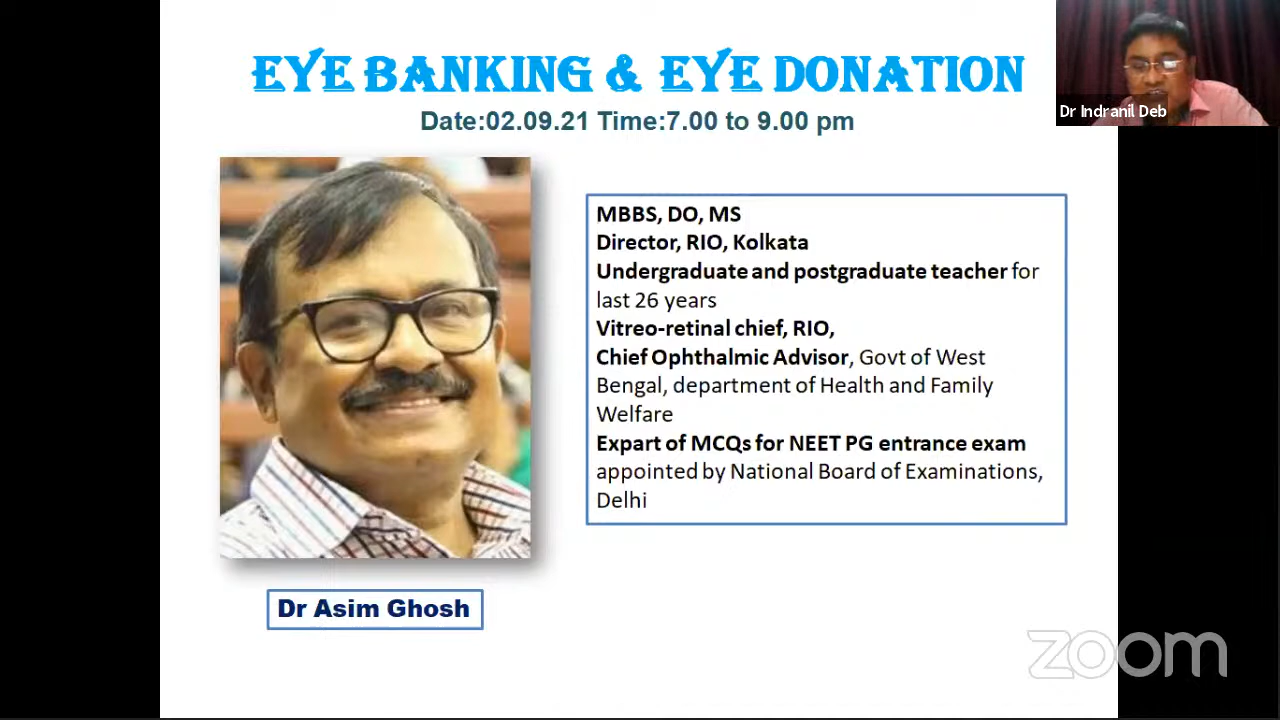 EYE BANKING & EYE DONATION
Date:02.09.21 Time:7.00 to 9.00 pm
Dr Indranil Deb
MBBS, DO, MS
Director, RIO, Kolkata
Undergraduate and postgraduate teacher for
last 26 years
Vitreo-retinal chief, RIO,
Chief Ophthalmic Advisor, Govt of West
Bengal, department of Health and Family
Welfare
Expart of MCQs for NEET PG entrance exam
appointed by National Board of Examinations,
Delhi
Dr Asim Ghosh
zoom